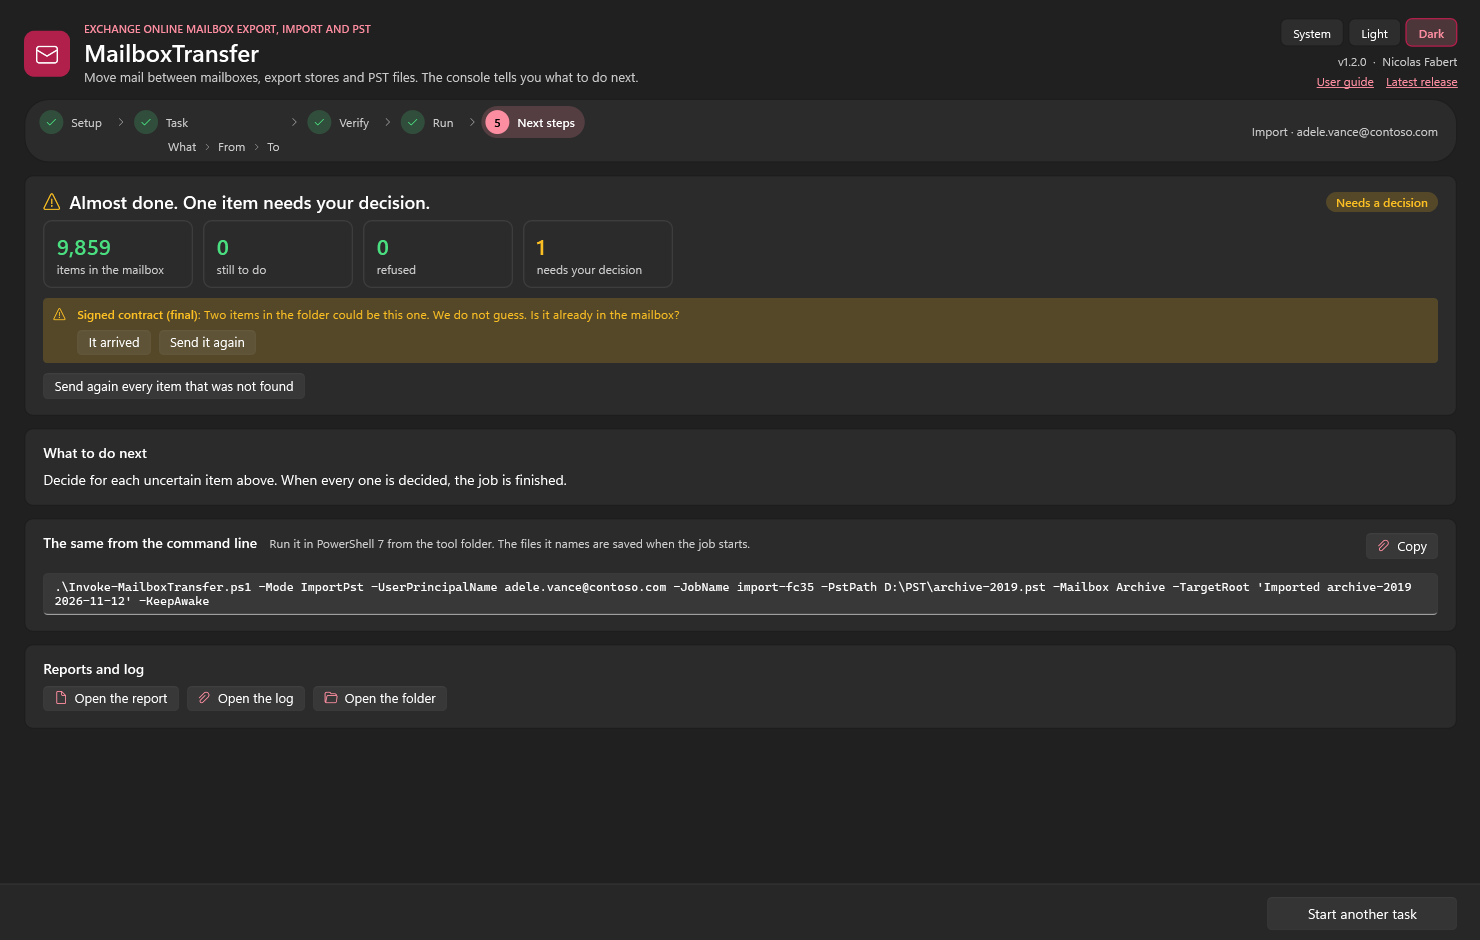 EXCHANGE ONLINE MAILBOX EXPORT, IMPORT AND PST
MailboxTransfer
Move mail between mailboxes, export stores and PST files. The console tells you what to do next.
System
Light
Dark
v1.2.0 · Nicolas Fabert
User guide
Latest release
Setup
Task
Verify
Run
5
Next steps
What
From
To
Import · adele.vance@contoso.com
Almost done. One item needs your decision.
Needs a decision
9,859
items in the mailbox
0
still to do
0
refused
1
needs your decision
Signed contract (final): Two items in the folder could be this one. We do not guess. Is it already in the mailbox?
It arrived
Send it again
Send again every item that was not found
What to do next
Decide for each uncertain item above. When every one is decided, the job is finished.
The same from the command line
Run it in PowerShell 7 from the tool folder. The files it names are saved when the job starts.
Copy
.\Invoke-MailboxTransfer.ps1 -Mode ImportPst -UserPrincipalName adele.vance@contoso.com -JobName import-fc35 -PstPath D:\PST\archive-2019.pst -Mailbox Archive -TargetRoot 'Imported archive-2019
2026-11-12' -KeepAwake
Reports and log
Open the report
Open the log
Open the folder
Start another task